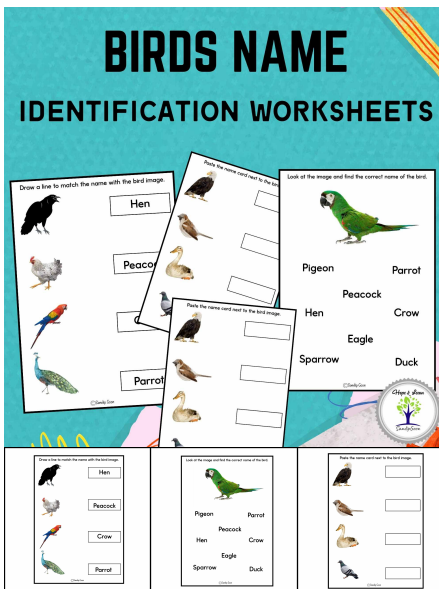 BIRDS NAME
IDENTIFICATION WORKSHEETS
Draw a line to match the name with the bird image.
Hen
Peaco
C
Parrot
©SandySven
Paste the name card next to the bir
Paste the name card next to the bird image.
Look at the image and find the correct name of the bird.
Pigeon
Parrot
Peacock
Hen
Crow
Eagle
Sparrow
Duck
Hope & Home
Draw a line to match the name with the bird image.
Hen
Peacock
Crow
Parrot
Look at the image and find the correct name of the bird.
Pigeon
Parrot
Peacock
Hen
Crow
Eagle
Sparrow
Duck
Paste the name card next to the bird image.